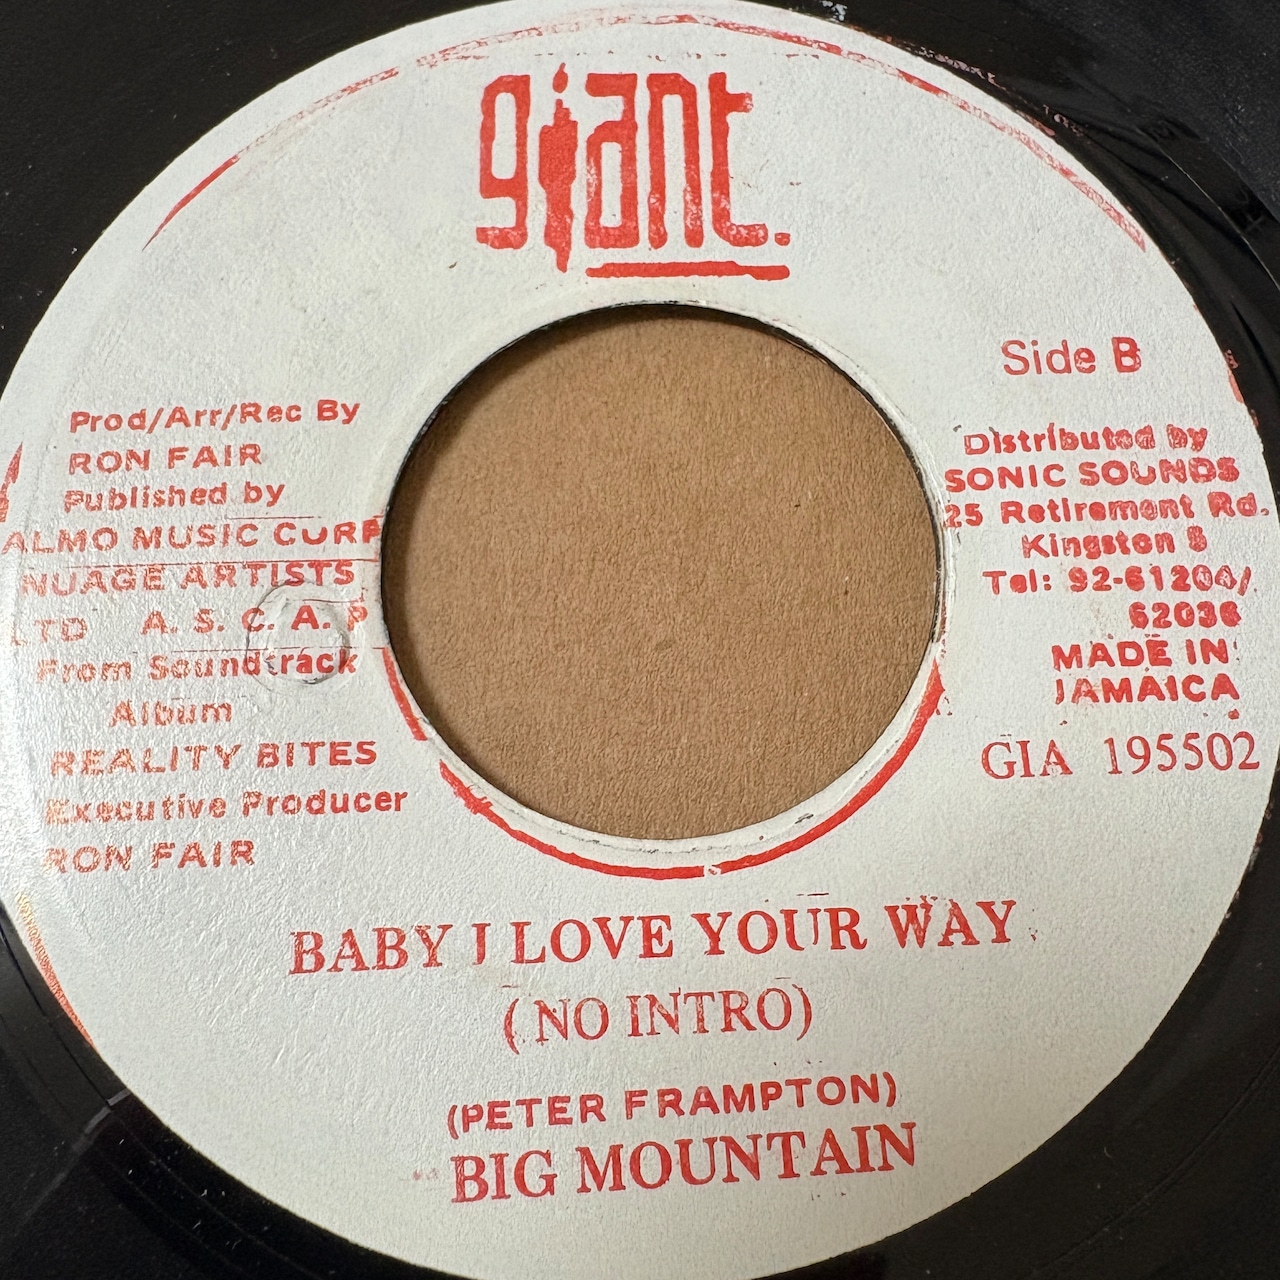 giant.
Side B
Prod/Arr/Rec By
RON FAIR
Published by
ALMO MUSIC CORP
NUAGE ARTISTS
LTD A. S. C. A. P
From Soundtrack
Album
REALITY BITES
Executive Producer
RON FAIR
Distributed by
SONIC SOUNDS
25 Retirement Rd.
Kingston 5
Tel: 92-61204/
62036
MADE IN
JAMAICA
GIA 195502
BABY I LOVE YOUR WAY
( NO INTRO)
(PETER FRAMPTON)
BIG MOUNTAIN